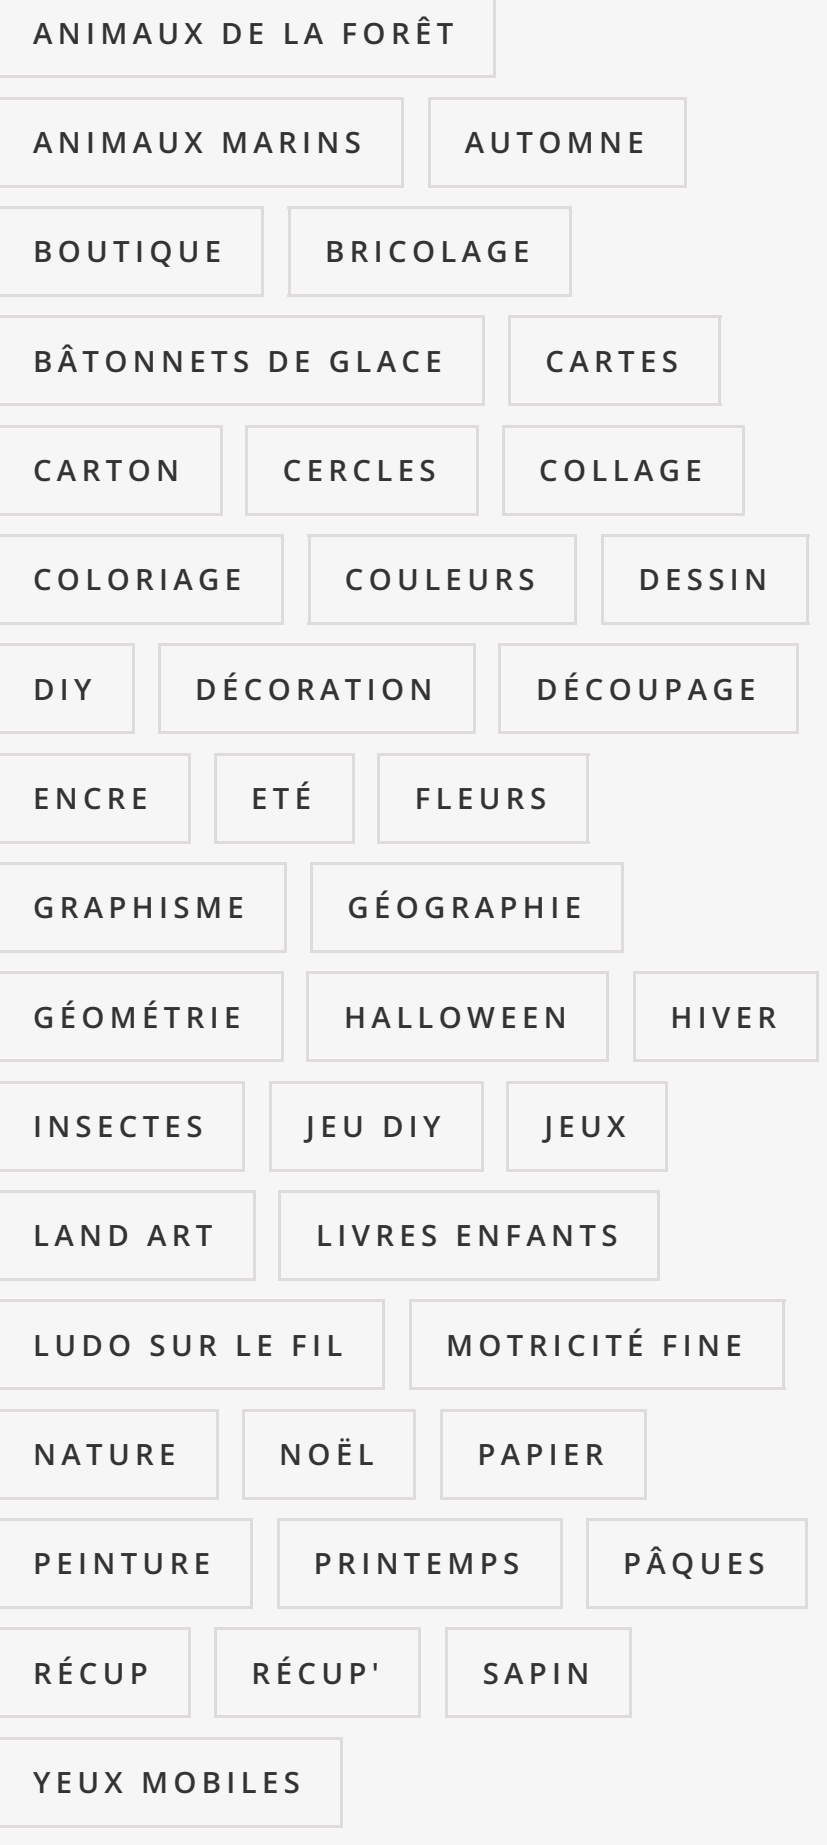 ANIMAUX DE LA FORÊT
ANIMAUX MARINS AUTOMNE
BOUTIQUE BRICOLAGE
BÂTONNETS DE GLACE CARTES
CARTON CERCLES COLLAGE
COLORIAGE COULEURS DESSIN
DIY DÉCORATION DÉCOUPAGE
ENCRE ETÉ FLEURS
GRAPHISME GÉOGRAPHIE
GÉOMÉTRIE HALLOWEEN HIVER
INSECTES JEU DIY JEUX
LAND ART LIVRES ENFANTS
LUDO SUR LE FIL MOTRICITÉ FINE
NATURE NOËL PAPIER
PEINTURE PRINTEMPS PÂQUES
RÉCUP RÉCUP' SAPIN
YEUX MOBILES